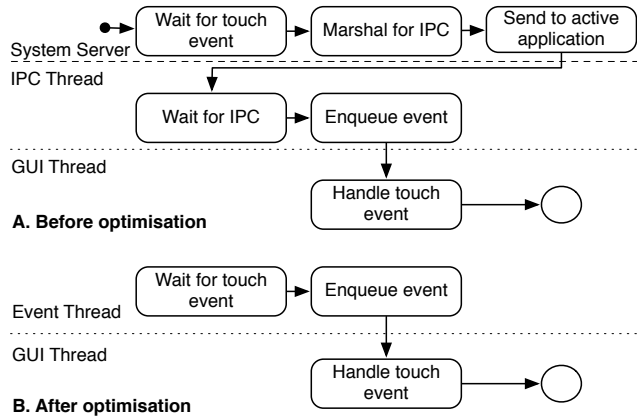 Wait for touch
event
Marshal for IPC
Send to active
application
System Server
IPC Thread
Wait for IPC
Enqueue event
GUI Thread
Handle touch
event
A. Before optimisation
Wait for touch
event
Enqueue event
Event Thread
GUI Thread
Handle touch
event
B. After optimisation